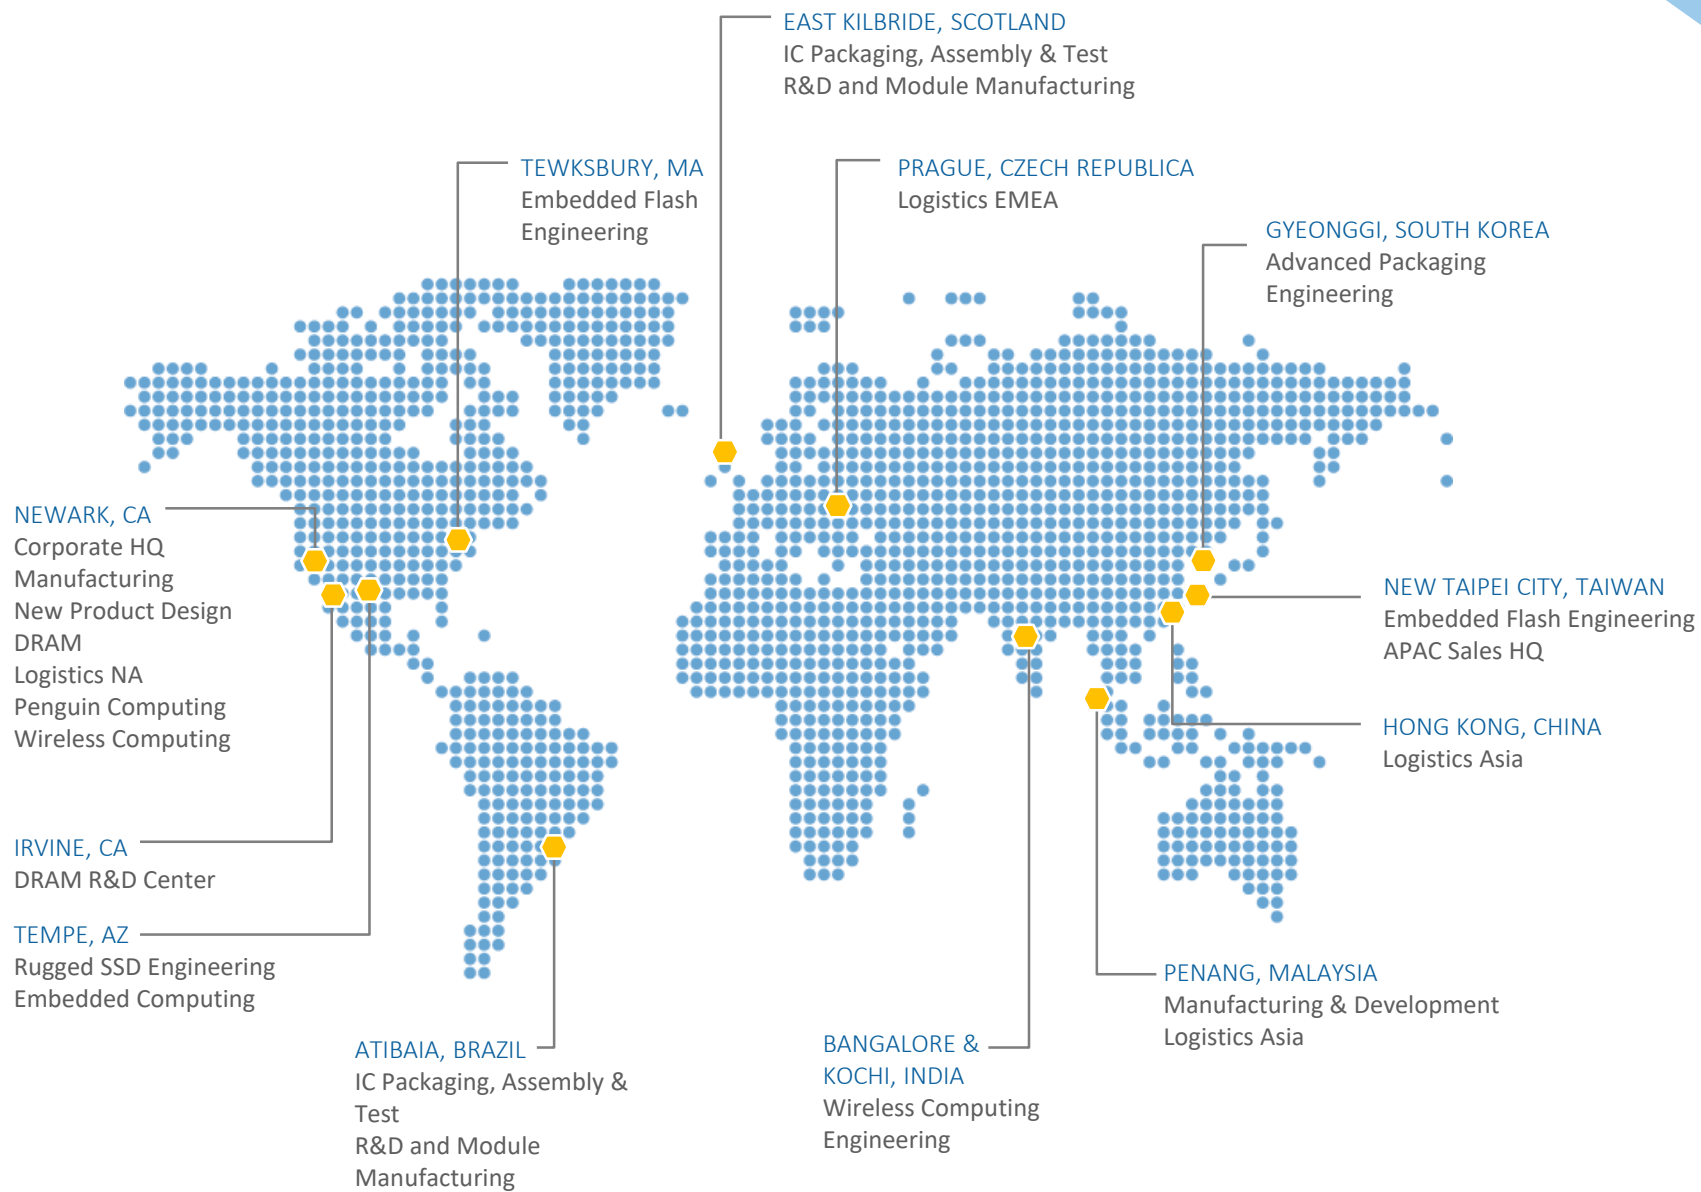 EAST KILBRIDE, SCOTLAND
IC Packaging, Assembly & Test
R&D and Module Manufacturing
TEWKSBURY, MA
Embedded Flash
Engineering
PRAGUE, CZECH REPUBLICA
Logistics EMEA
GYEONGGI, SOUTH KOREA
Advanced Packaging
Engineering
NEWARK, CA
Corporate HQ
Manufacturing
New Product Design
DRAM
Logistics NA
Penguin Computing
Wireless Computing
NEW TAIPEI CITY, TAIWAN
Embedded Flash Engineering
APAC Sales HQ
HONG KONG, CHINA
Logistics Asia
IRVINE, CA
DRAM R&D Center
TEMPE, AZ
Rugged SSD Engineering
Embedded Computing
PENANG, MALAYSIA
Manufacturing & Development
Logistics Asia
ATIBAIA, BRAZIL
IC Packaging, Assembly &
Test
R&D and Module
Manufacturing
BANGALORE &
KOCHI, INDIA
Wireless Computing
Engineering